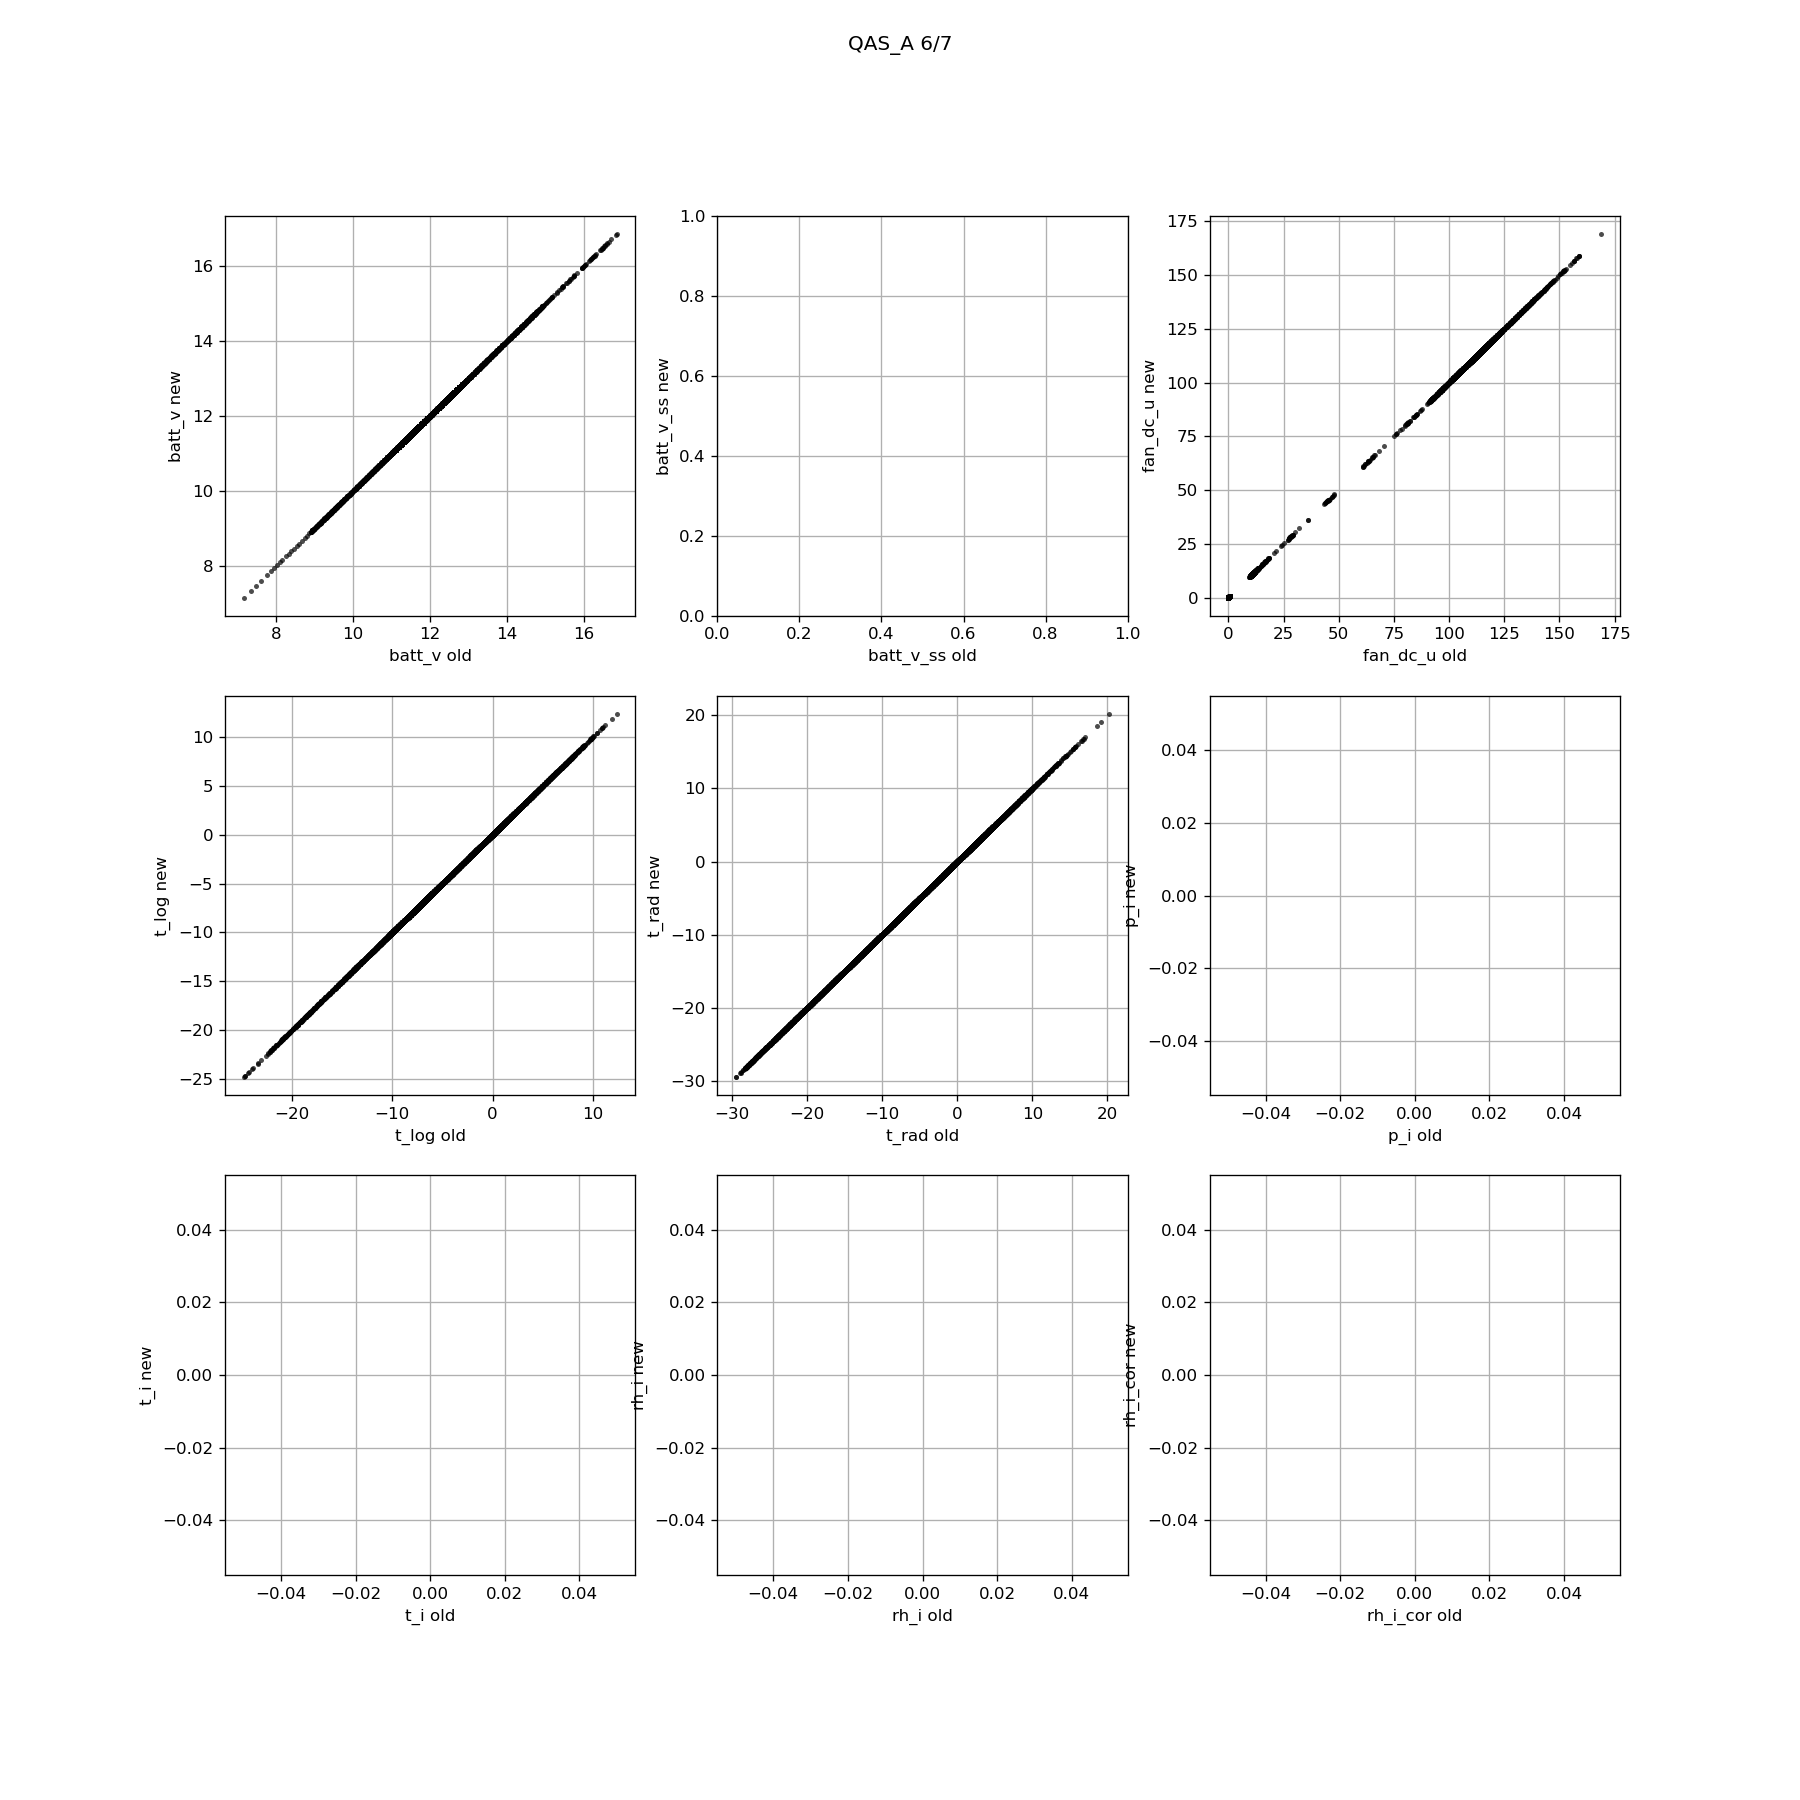 QAS_A 6/7
batt_v new
16
14
12
10
8
8 10 12 14 16
batt_v old
batt_v_ss new
1.0
0.8
0.6
0.4
0.2
0.0
0.0 0.2 0.4 0.6 0.8 1.0
batt_v_ss old
fan_dc_u new
175
150
125
100
75
50
25
0
0 25 50 75 100 125 150 175
fan_dc_u old
t_log new
10
5
0
−5
−10
−15
−20
−25
−20 −10 0 10
t_log old
t_rad new
20
10
0
−10
−20
−30
−30 −20 −10 0 10 20
t_rad old
p_i new
0.04
0.02
0.00
−0.02
−0.04
−0.04 −0.02 0.00 0.02 0.04
p_i old
t_i new
0.04
0.02
0.00
−0.02
−0.04
−0.04 −0.02 0.00 0.02 0.04
t_i old
rh_i new
0.04
0.02
0.00
−0.02
−0.04
−0.04 −0.02 0.00 0.02 0.04
rh_i old
rh_i_cor new
0.04
0.02
0.00
−0.02
−0.04
−0.04 −0.02 0.00 0.02 0.04
rh_i_cor old